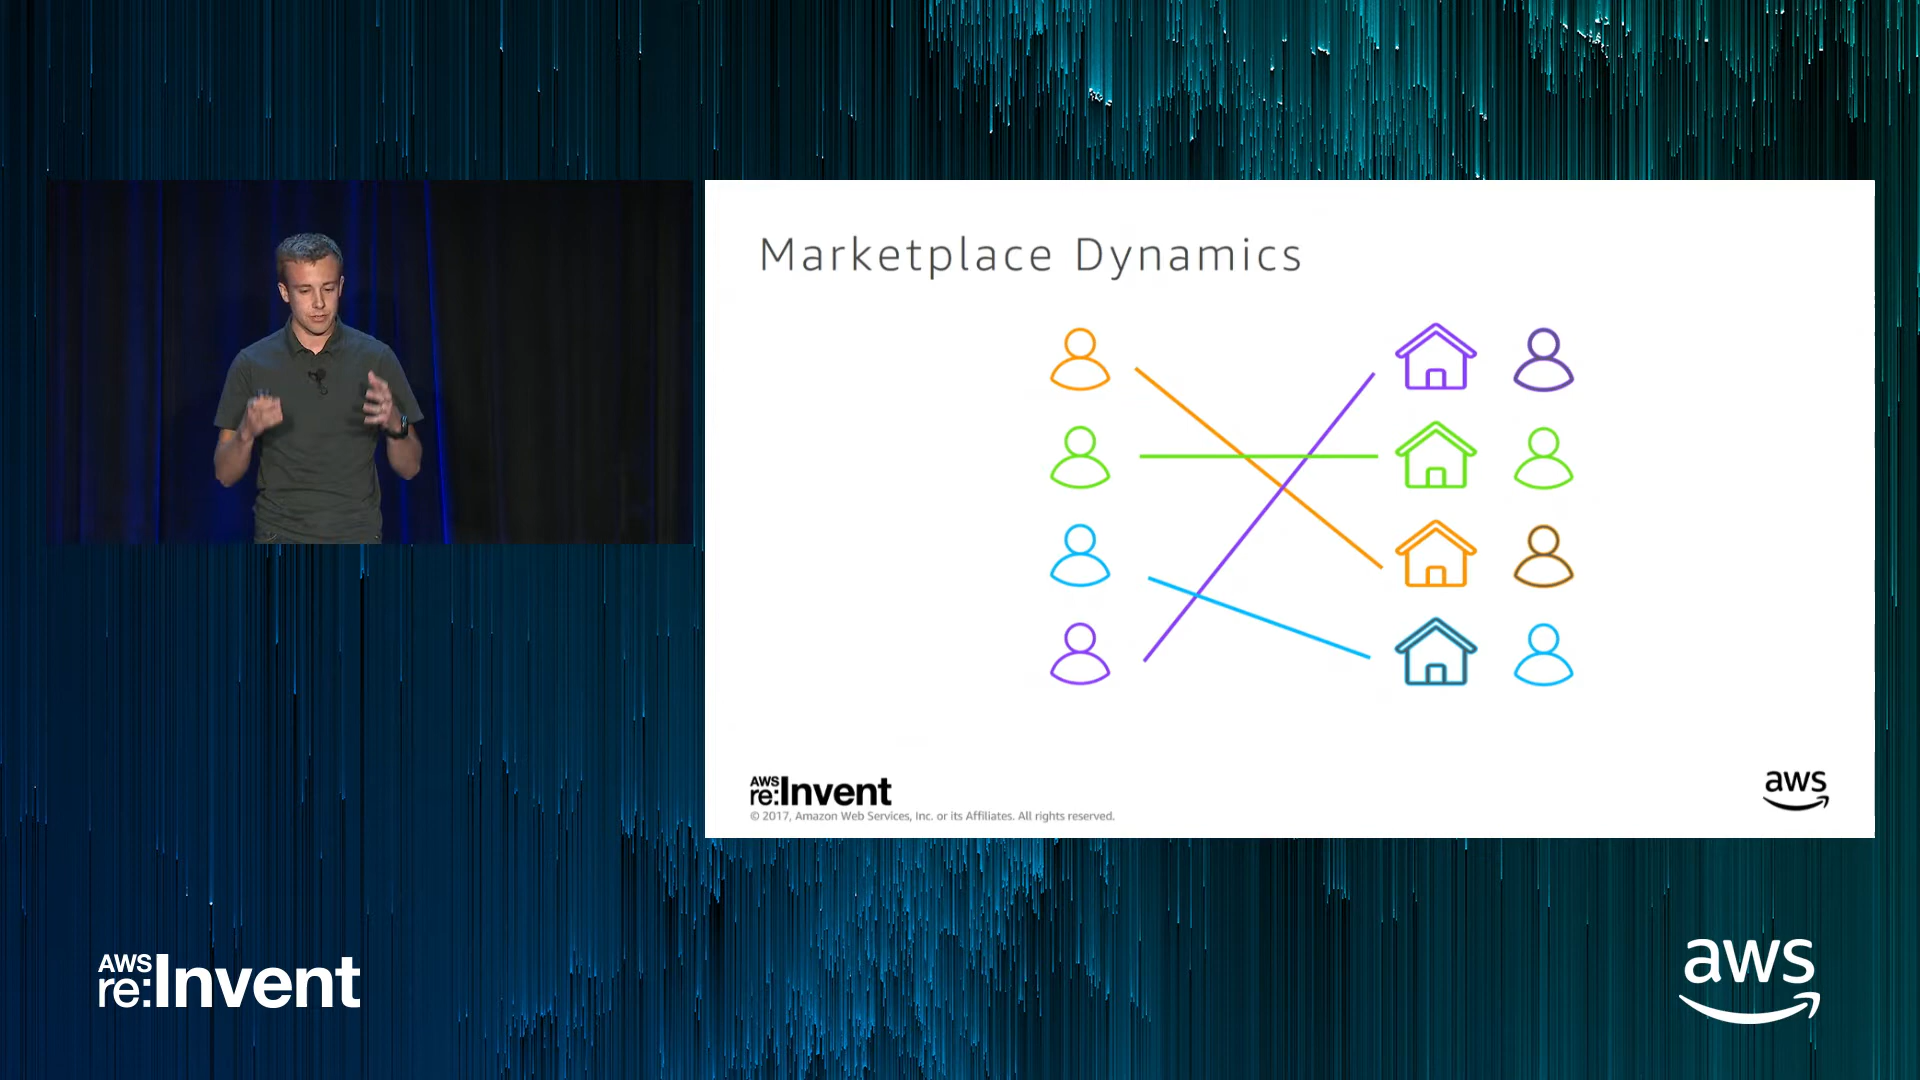 Marketplace Dynamics
AWS
re:Invent
© 2017, Amazon Web Services, Inc. or its Affiliates. All rights reserved.
aws
AWS
re:Invent
aws